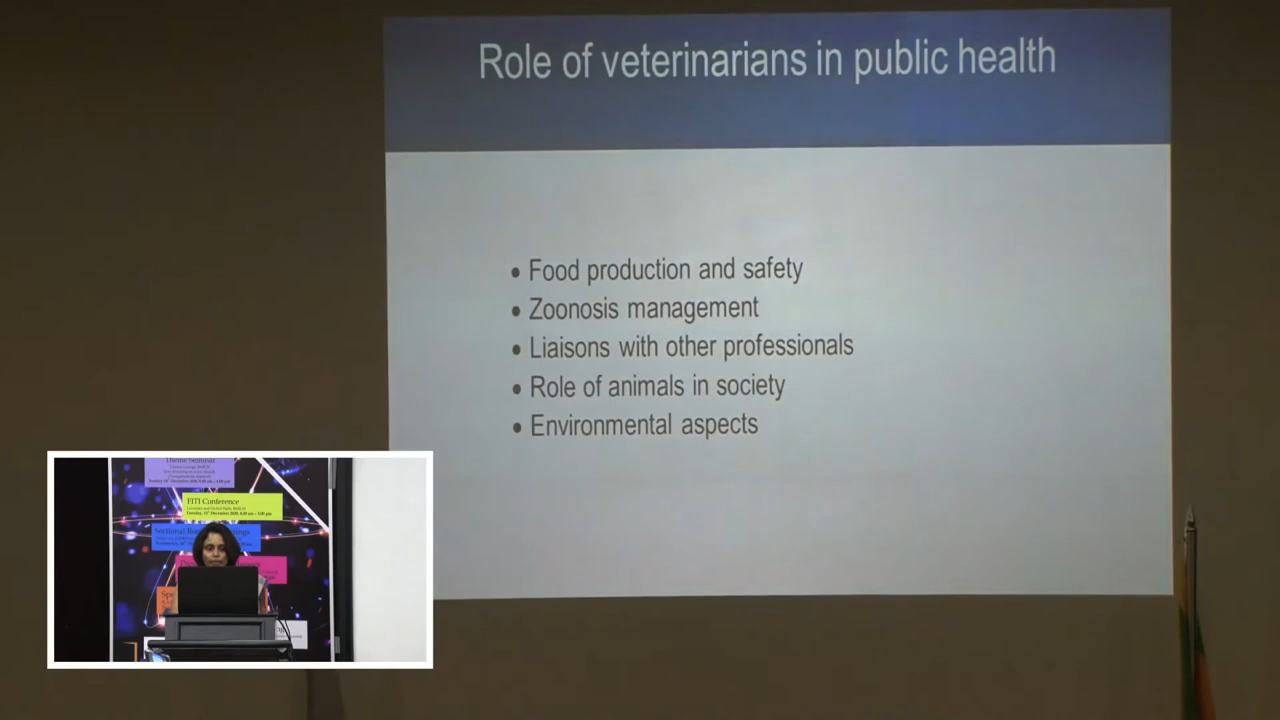 Role of veterinarians in public health
• Food production and safety
• Zoonosis management
• Liaisons with other professionals
• Role of animals in society
• Environmental aspects
Theme Seminar
FITI Conference
Sectional